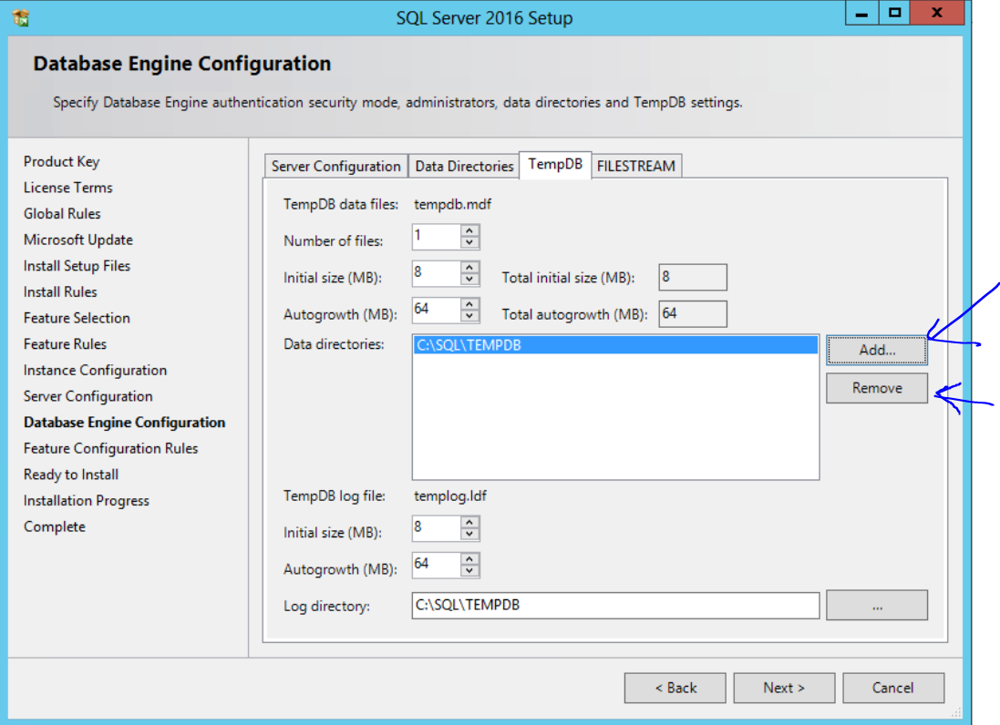 SQL Server 2016 Setup
Database Engine Configuration
Specify Database Engine authentication security mode, administrators, data directories and TempDB settings.
Product Key
License Terms
Global Rules
Microsoft Update
Install Setup Files
Install Rules
Feature Selection
Feature Rules
Instance Configuration
Server Configuration
Database Engine Configuration
Feature Configuration Rules
Ready to Install
Installation Progress
Complete
Server Configuration Data Directories TempDB FILESTREAM
TempDB data files: tempdb.mdf
Number of files: 1
Initial size (MB): 8 Total initial size (MB): 8
Autogrowth (MB): 64 Total autogrowth (MB): 64
Data directories: C:\SQL\TEMPDB Add...
Remove
TempDB log file: templog.ldf
Initial size (MB): 8
Autogrowth (MB): 64
Log directory: C:\SQL\TEMPDB ...
< Back Next > Cancel